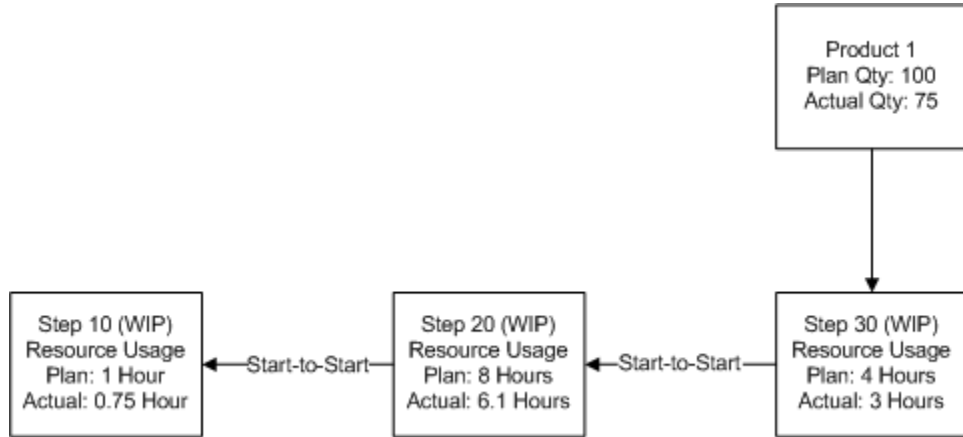 Product 1
Plan Qty: 100
Actual Qty: 75
Step 10 (WIP)
Resource Usage
Plan: 1 Hour
Actual: 0.75 Hour
Start-to-Start
Step 20 (WIP)
Resource Usage
Plan: 8 Hours
Actual: 6.1 Hours
Start-to-Start
Step 30 (WIP)
Resource Usage
Plan: 4 Hours
Actual: 3 Hours